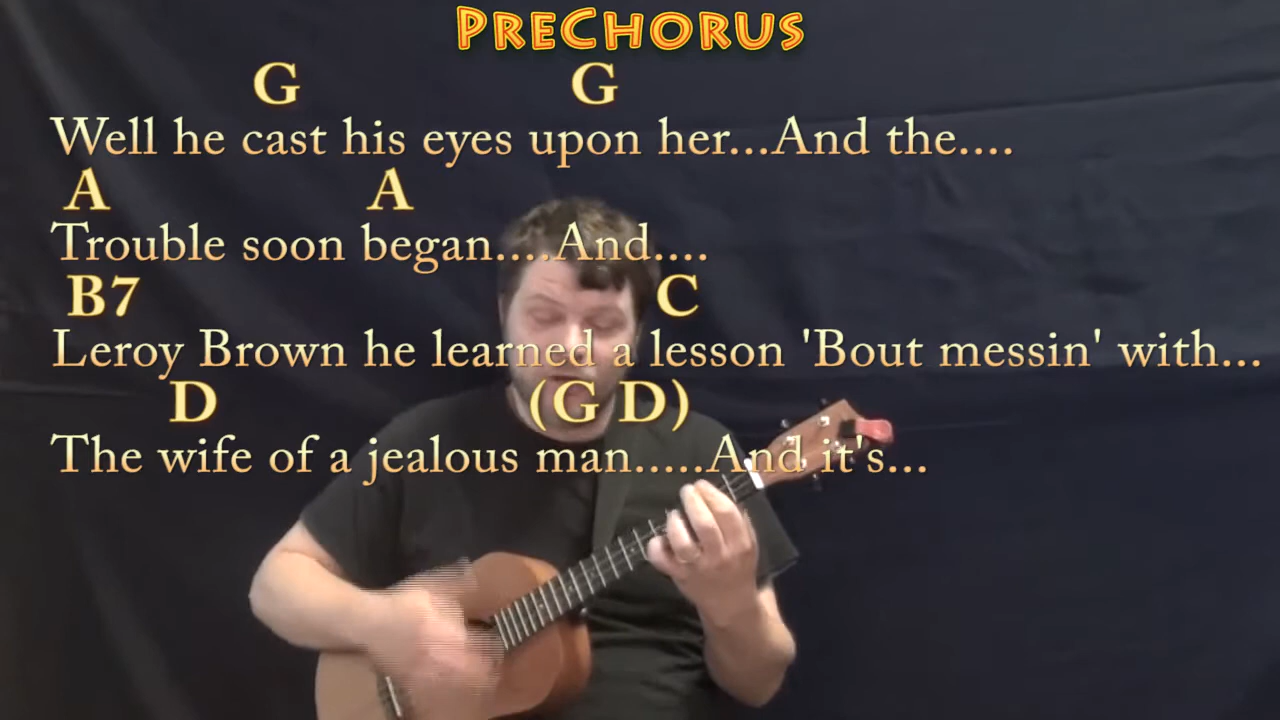 PreChorus
G G
Well he cast his eyes upon her...And the....
A A
Trouble soon began....And....
B7 C
Leroy Brown he learned a lesson 'Bout messin' with...
D (G D)
The wife of a jealous man.....And it's...